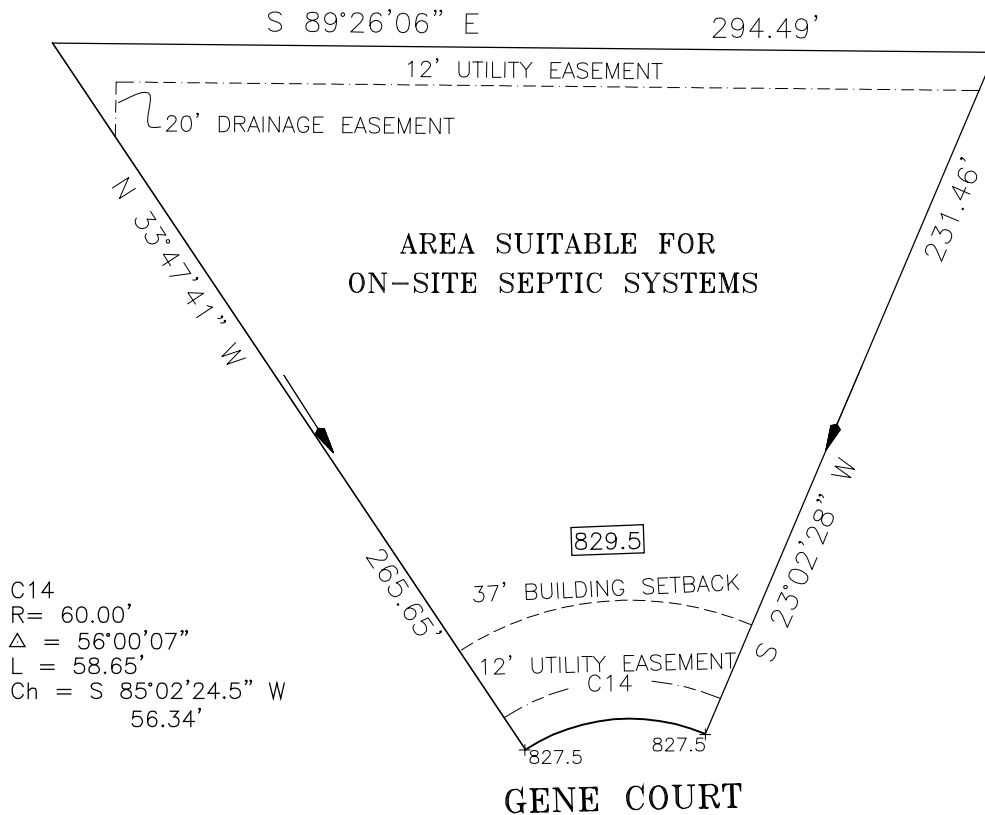 S 89°26'06" E 294.49'
12' UTILITY EASEMENT
20' DRAINAGE EASEMENT
N 33°47'41" W
231.46'
AREA SUITABLE FOR
ON-SITE SEPTIC SYSTEMS
829.5
265.65'
S 23°02'28" W
37' BUILDING SETBACK
C14
R= 60.00'
△ = 56°00'07"
L = 58.65'
Ch = S 85°02'24.5" W
56.34'
12' UTILITY EASEMENT
C14
827.5
827.5
GENE COURT